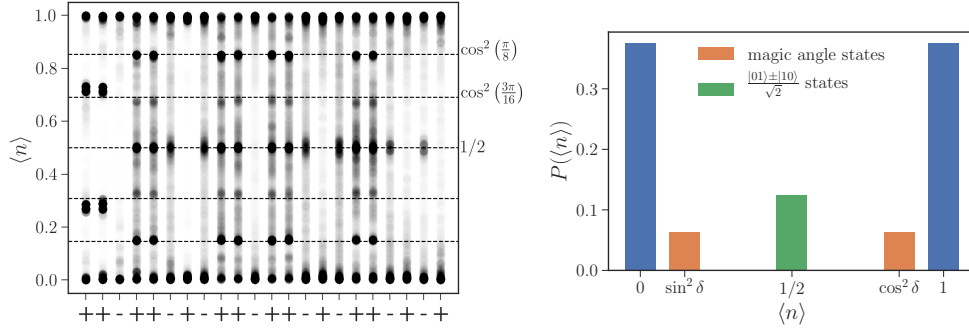 1.0
0.8
0.6
0.4
0.2
0.0
⟨n⟩
cos² (π/8)
cos² (3π/16)
1/2
+ + - + + - + - + + - + + - + - + + - + - +
magic angle states
|01⟩±|10⟩/√2 states
0.3
0.2
0.1
0.0
P(⟨n⟩)
0 sin² δ 1/2 cos² δ 1
⟨n⟩